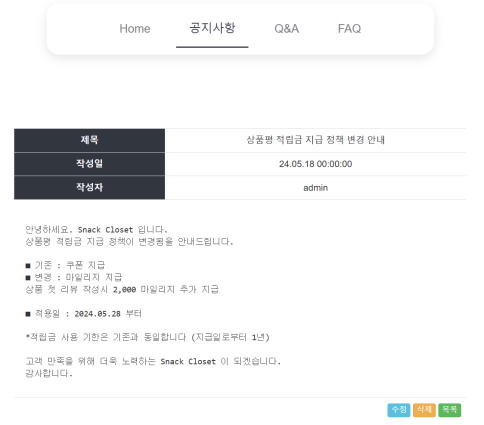 Home 공지사항 Q&A FAQ
제목 상품평 적립금 지급 정책 변경 안내
작성일 24.05.18 00:00:00
작성자 admin
안녕하세요. Snack Closet 입니다.
상품평 적립금 지급 정책이 변경됨을 안내드립니다.
■ 기존 : 쿠폰 지급
■ 변경 : 마일리지 지급
상품 첫 리뷰 작성시 2,000 마일리지 추가 지급
■ 적용일 : 2024.05.28 부터
*적립금 사용 기한은 기존과 동일합니다 (지급일로부터 1년)
고객 만족을 위해 더욱 노력하는 Snack Closet 이 되겠습니다.
감사합니다.
수정 삭제 목록